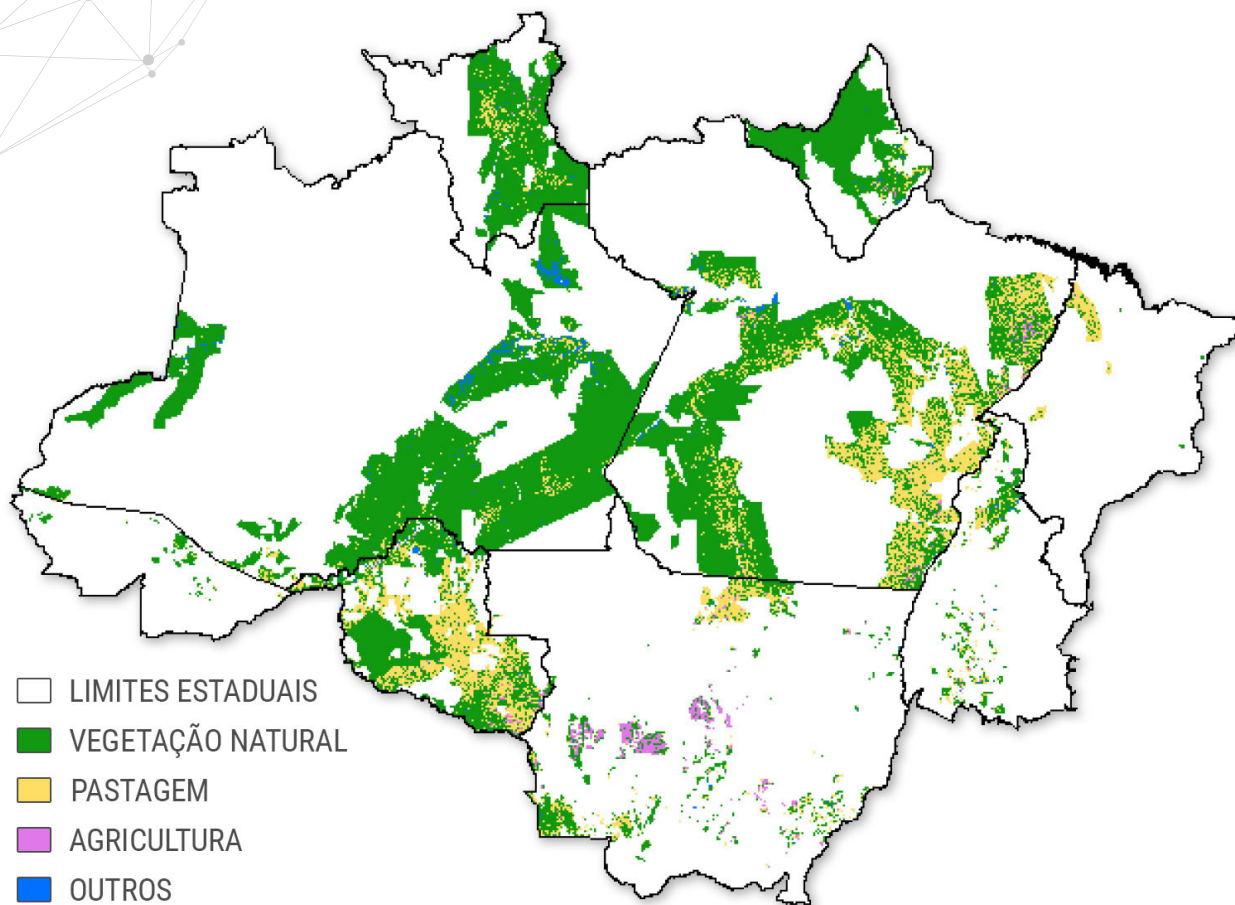 LIMITES ESTADUAIS
VEGETAÇÃO NATURAL
PASTAGEM
AGRICULTURA
OUTROS